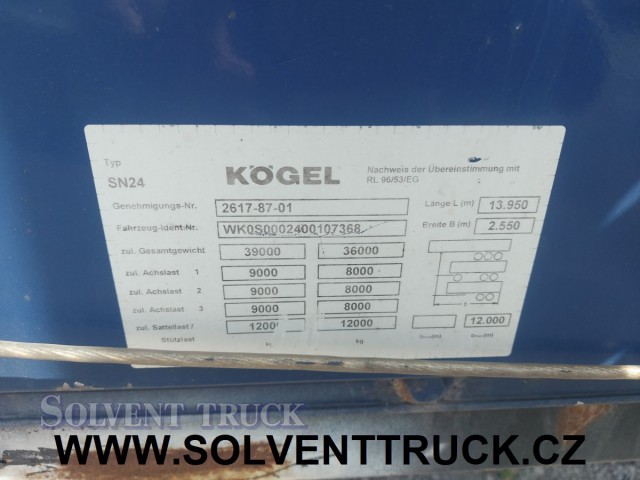 Typ
SN24
KÖGEL
Nachweis der Übereinstimmung mit
RL 96/53/EG
Genehmigungs-Nr. 2617-87-01 Länge L (m) 13.950
Fahrzeug-Ident.Nr. WK0S0002400107368 Breite B (m) 2.550
zul. Gesamtgewicht 39000 36000
zul. Achslast 1 9000 8000
zul. Achslast 2 9000 8000
zul. Achslast 3 9000 8000
zul. Sattellast / 12000 12000 12.000
Stützlast kg
SOLVENT TRUCK
WWW.SOLVENTTRUCK.CZ